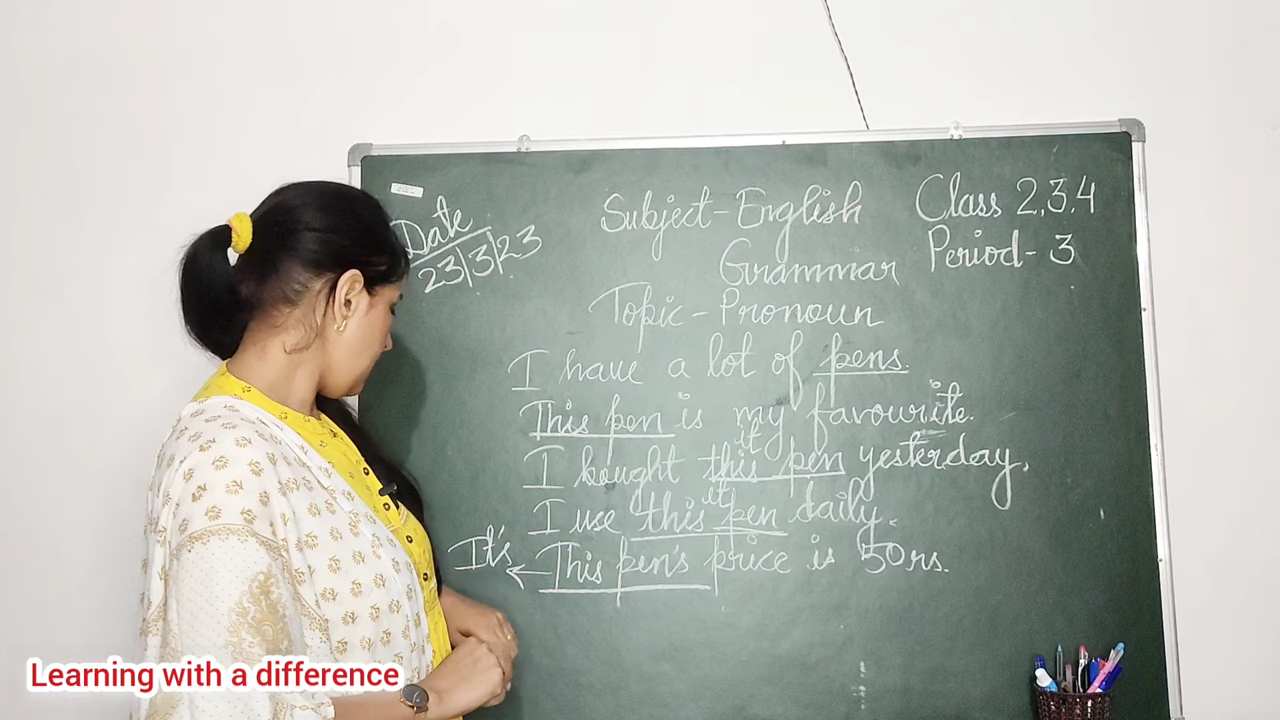 Date
23/3/23
Subject-English
Grammar
Class 2,3,4
Period-3
Topic-Pronoun
I have a lot of pens.
This pen is my favourite.
it
I bought this pen yesterday.
it
I use this pen daily.
It's ← This pen's price is 50rs.
Learning with a difference